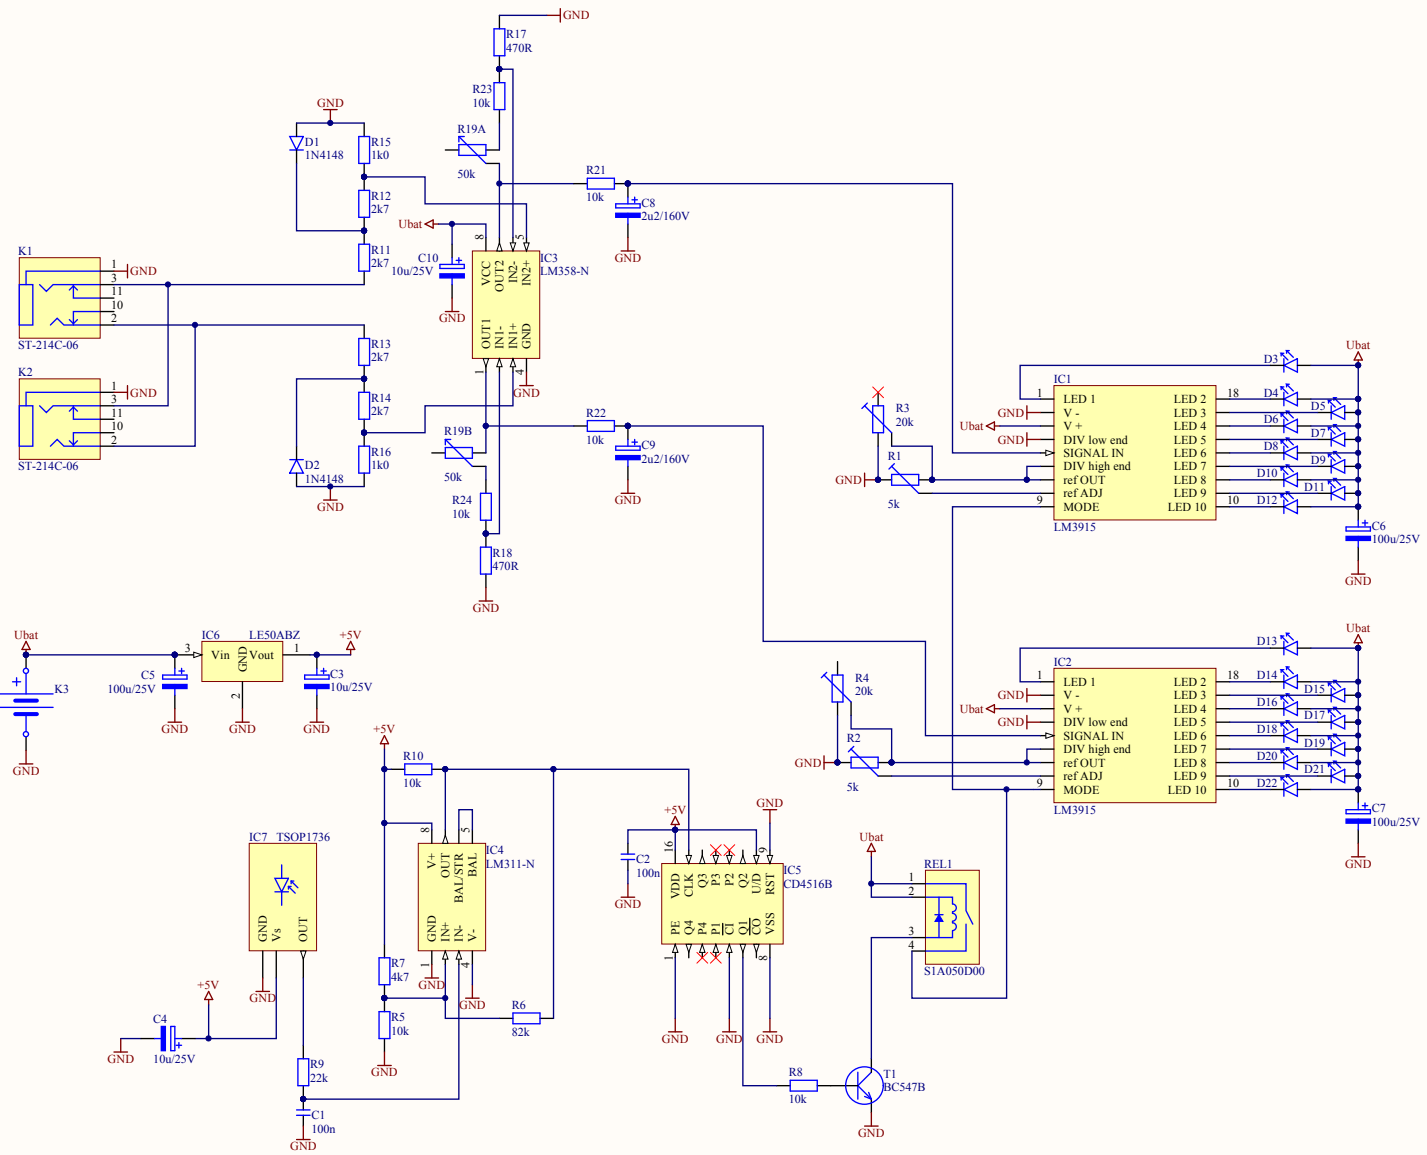 GND
R17
470R
R23
10k
R19A
50k
GND
D1
1N4148
R15
1k0
R12
2k7
R11
2k7
R21
10k
C8
2u2/160V
GND
Ubat
C10
10u/25V
GND
8
5
IC3
LM358-N
VCC
OUT2
IN2-
IN2+
OUT1
IN1-
IN1+
GND
1
4
GND
K1
1
GND
3
11
10
2
ST-214C-06
K2
1
GND
3
11
10
2
ST-214C-06
R13
2k7
R14
2k7
R16
1k0
D2
1N4148
GND
R19B
50k
R24
10k
R18
470R
GND
R22
10k
C9
2u2/160V
GND
R3
20k
R1
5k
GND
IC1
1
GND
Ubat
GND
9
LED 1
V -
V +
DIV low end
SIGNAL IN
DIV high end
ref OUT
ref ADJ
MODE
LED 2
LED 3
LED 4
LED 5
LED 6
LED 7
LED 8
LED 9
LED 10
18
10
LM3915
D3
D4
D5
D6
D7
D8
D9
D10
D11
D12
Ubat
C6
100u/25V
GND
Ubat
K3
GND
C5
100u/25V
GND
IC6
LE50ABZ
3
Vin
GND
Vout
1
2
GND
+5V
C3
10u/25V
GND
R4
20k
R2
5k
GND
IC2
1
GND
Ubat
GND
9
LED 1
V -
V +
DIV low end
SIGNAL IN
DIV high end
ref OUT
ref ADJ
MODE
LED 2
LED 3
LED 4
LED 5
LED 6
LED 7
LED 8
LED 9
LED 10
18
10
LM3915
D13
D14
D15
D16
D17
D18
D19
D20
D21
D22
Ubat
C7
100u/25V
GND
+5V
R10
10k
8
5
IC4
LM311-N
V+
OUT
BAL/STR
BAL
GND
IN+
IN-
V-
1
4
GND
GND
R7
4k7
R5
10k
GND
R6
82k
IC7 TSOP1736
GND
Vs
OUT
GND
+5V
C4
10u/25V
GND
R9
22k
C1
100n
GND
+5V
GND
C2
100n
GND
16
9
IC5
CD4516B
VDD
CLK
Q3
P3
P2
Q2
U/D
RST
PE
Q4
P4
P1
CI
Q1
CO
VSS
1
8
GND
GND
GND
R8
10k
T1
BC547B
GND
Ubat
REL1
1
2
3
4
S1A050D00